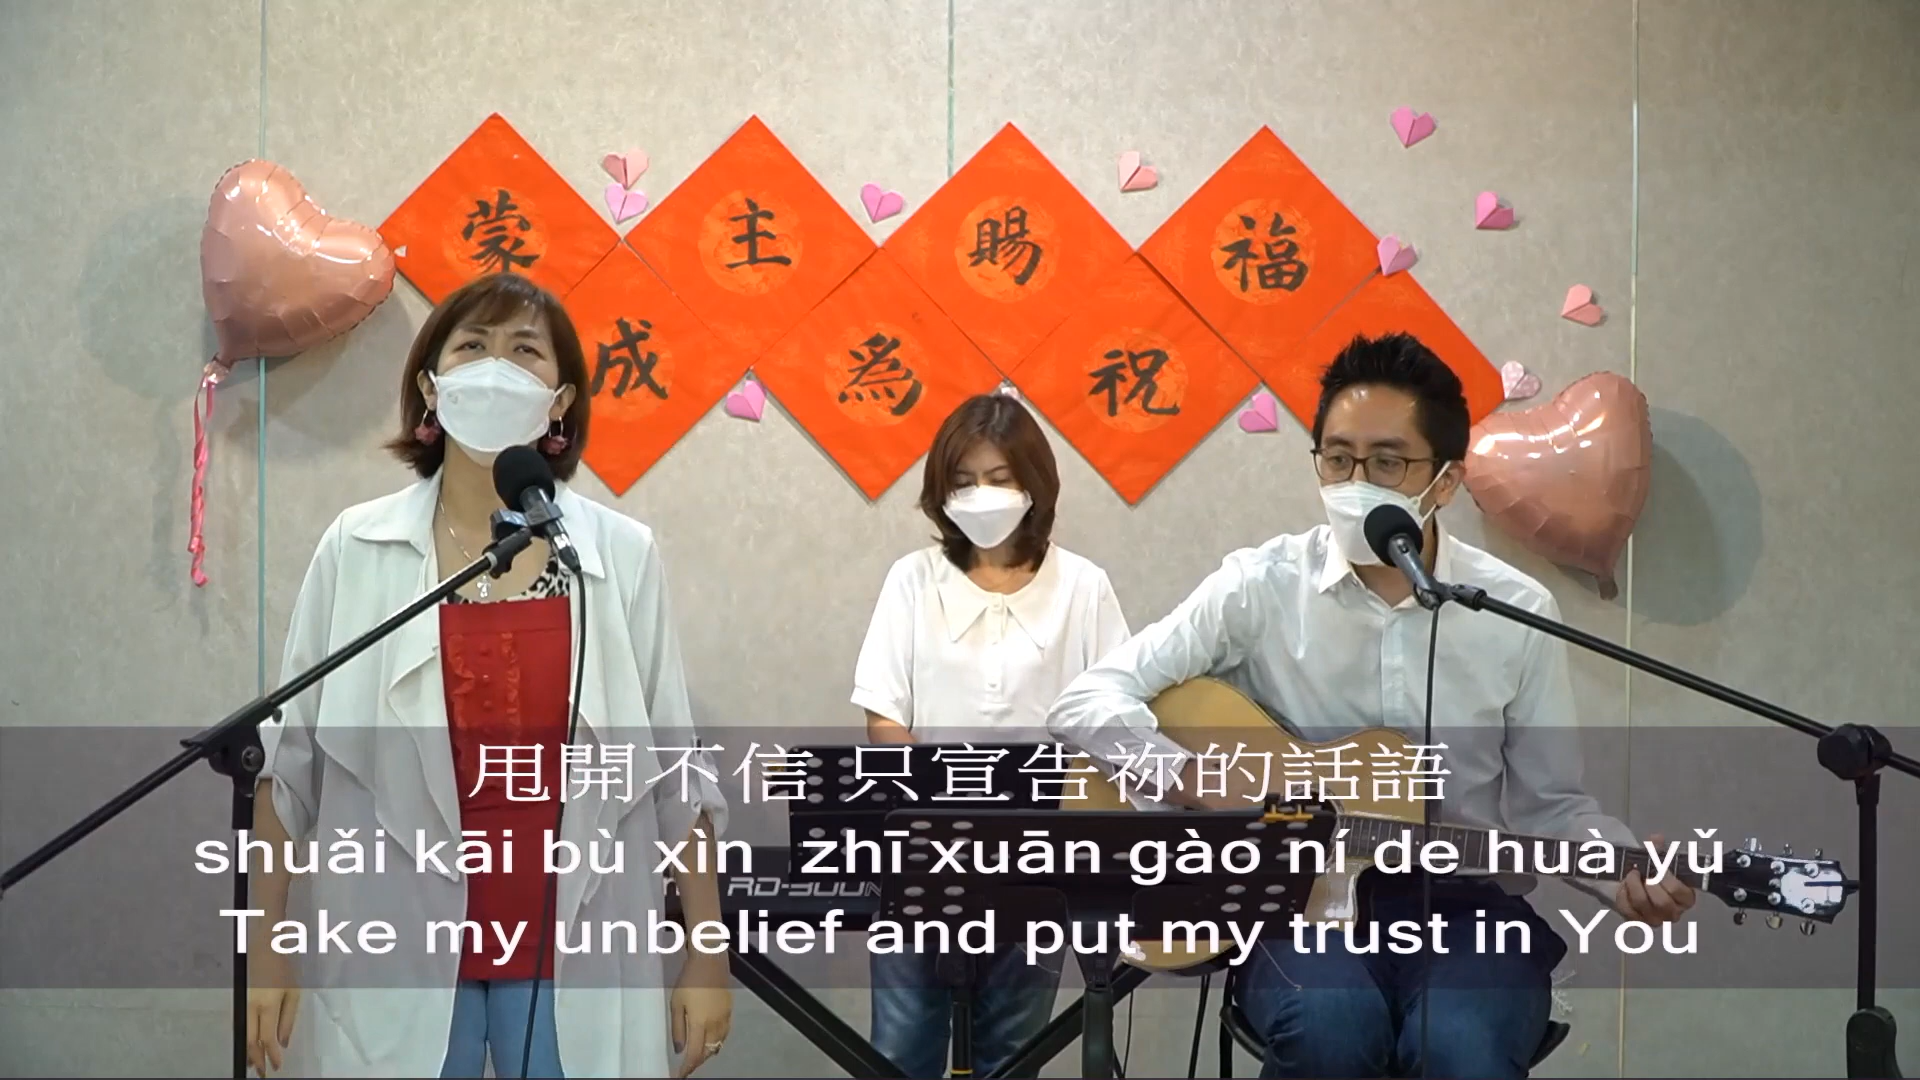 蒙主賜福
成為祝
甩開不信 只宣告祢的話語
shuǎi kāi bù xìn zhī xuān gào ní de huà yǔ
RD-300
Take my unbelief and put my trust in You